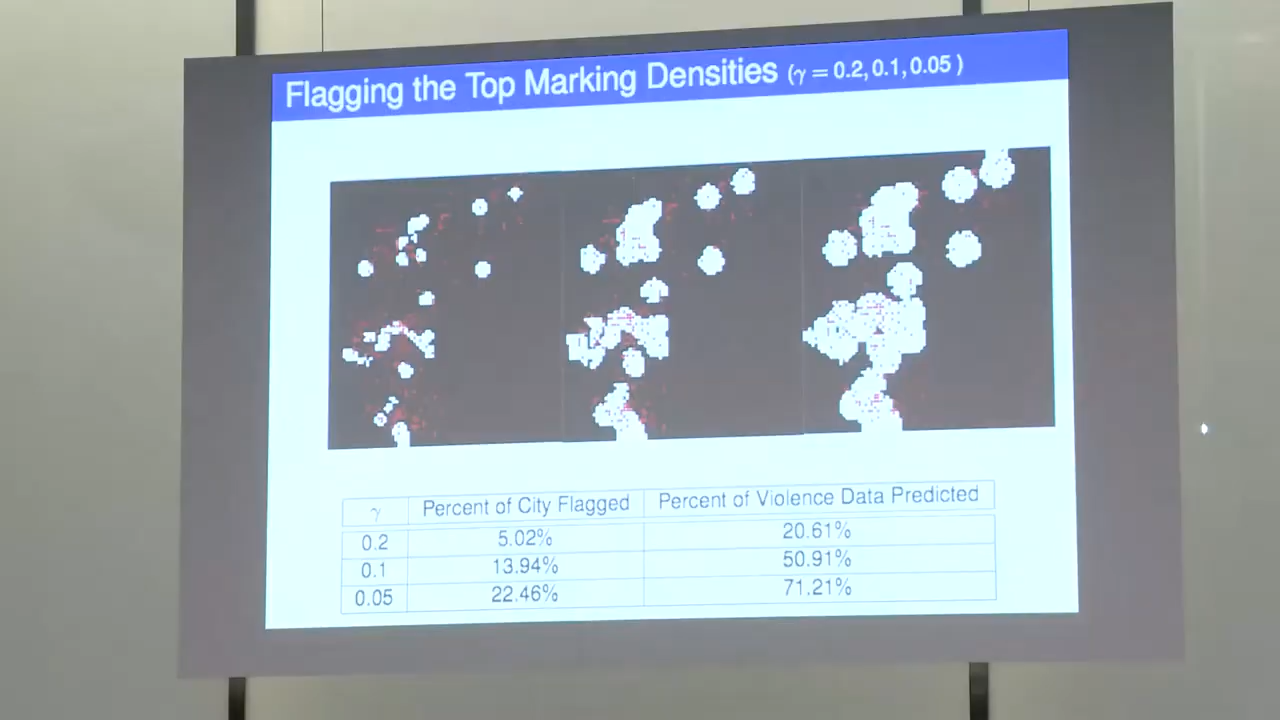 Flagging the Top Marking Densities (γ = 0.2, 0.1, 0.05 )
γ Percent of City Flagged Percent of Violence Data Predicted
0.2 5.02% 20.61%
0.1 13.94% 50.91%
0.05 22.46% 71.21%